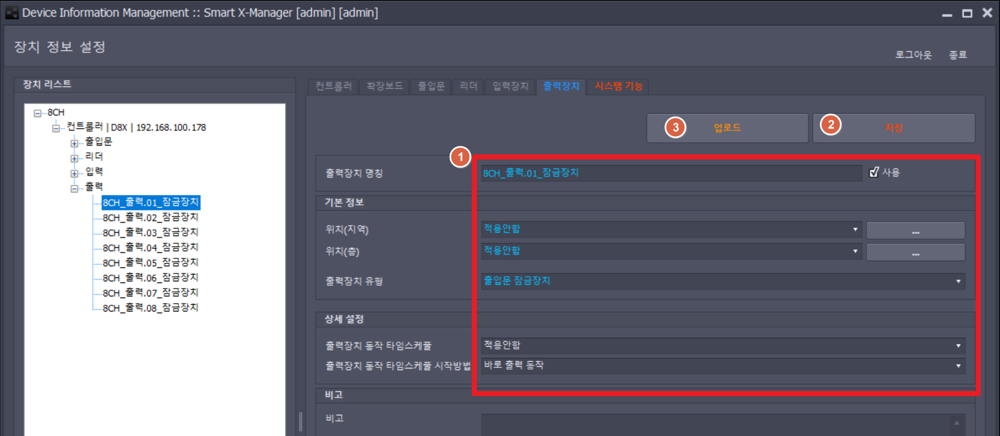 Device Information Management :: Smart X-Manager [admin] [admin]
장치 정보 설정
로그아웃 종료
장치 리스트
8CH
컨트롤러 | D8X | 192.168.100.178
출입문
리더
입력
출력
8CH_출력.01_잠금장치
8CH_출력.02_잠금장치
8CH_출력.03_잠금장치
8CH_출력.04_잠금장치
8CH_출력.05_잠금장치
8CH_출력.06_잠금장치
8CH_출력.07_잠금장치
8CH_출력.08_잠금장치
컨트롤러 확장보드 출입문 리더 입력장치 출력장치 시스템 기능
3 업로드 2 저장
1
출력장치 명칭 8CH_출력.01_잠금장치 사용
기본 정보
위치(지역) 적용안함 ...
위치(층) 적용안함 ...
출력장치 유형 출입문 잠금장치
상세 설정
출력장치 동작 타임스케쥴 적용안함
출력장치 동작 타임스케쥴 시작방법 바로 출력 동작
비고
비고